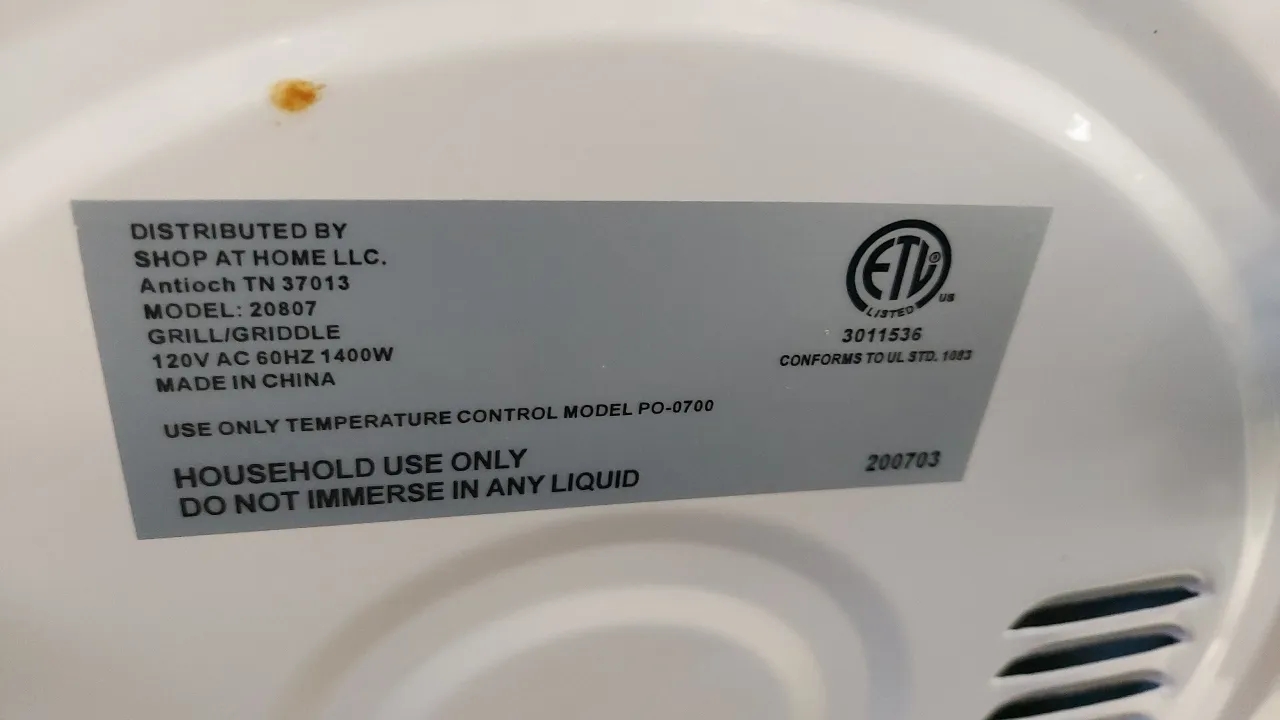 DISTRIBUTED BY
SHOP AT HOME LLC.
Antioch TN 37013
MODEL: 20807
GRILL/GRIDDLE
120V AC 60HZ 1400W
MADE IN CHINA
USE ONLY TEMPERATURE CONTROL MODEL PO-0700
HOUSEHOLD USE ONLY
DO NOT IMMERSE IN ANY LIQUID
ETL®
LISTED
US
3011536
CONFORMS TO UL STD. 1083
200703